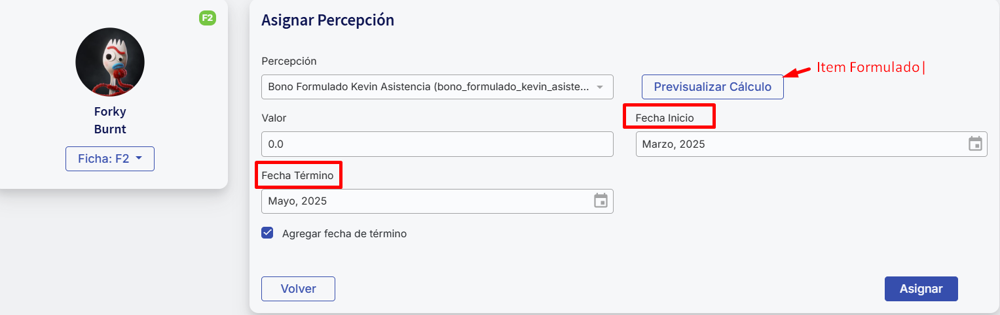 F2
Forky
Burnt
Ficha: F2
Asignar Percepción
Percepción
Bono Formulado Kevin Asistencia (bono_formulado_kevin_asiste...
Previsualizar Cálculo
Item Formulado|
Valor
0.0
Fecha Inicio
Marzo, 2025
Fecha Término
Mayo, 2025
Agregar fecha de término
Volver
Asignar